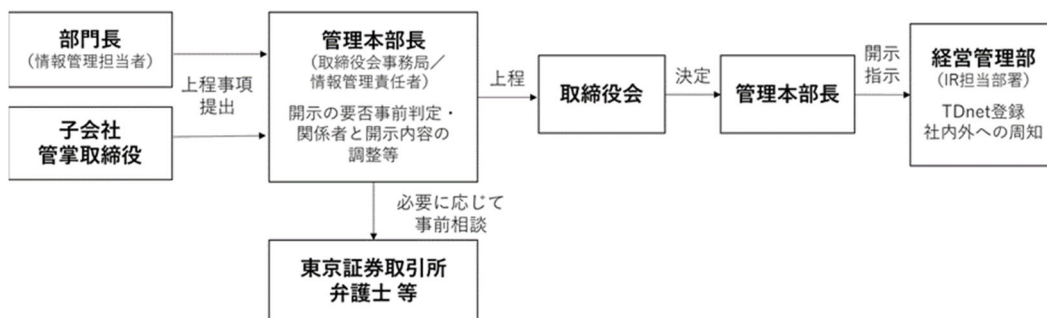 部門長
（情報管理担当者）
上程事項
提出
子会社
管掌取締役
管理本部長
（取締役会事務局／
情報管理責任者）
開示の要否事前判定・
関係者と開示内容の
調整等
必要に応じて
事前相談
東京証券取引所
弁護士 等
上程
取締役会
決定
管理本部長
開示
指示
経営管理部
（IR担当部署）
TDnet登録
社内外への周知